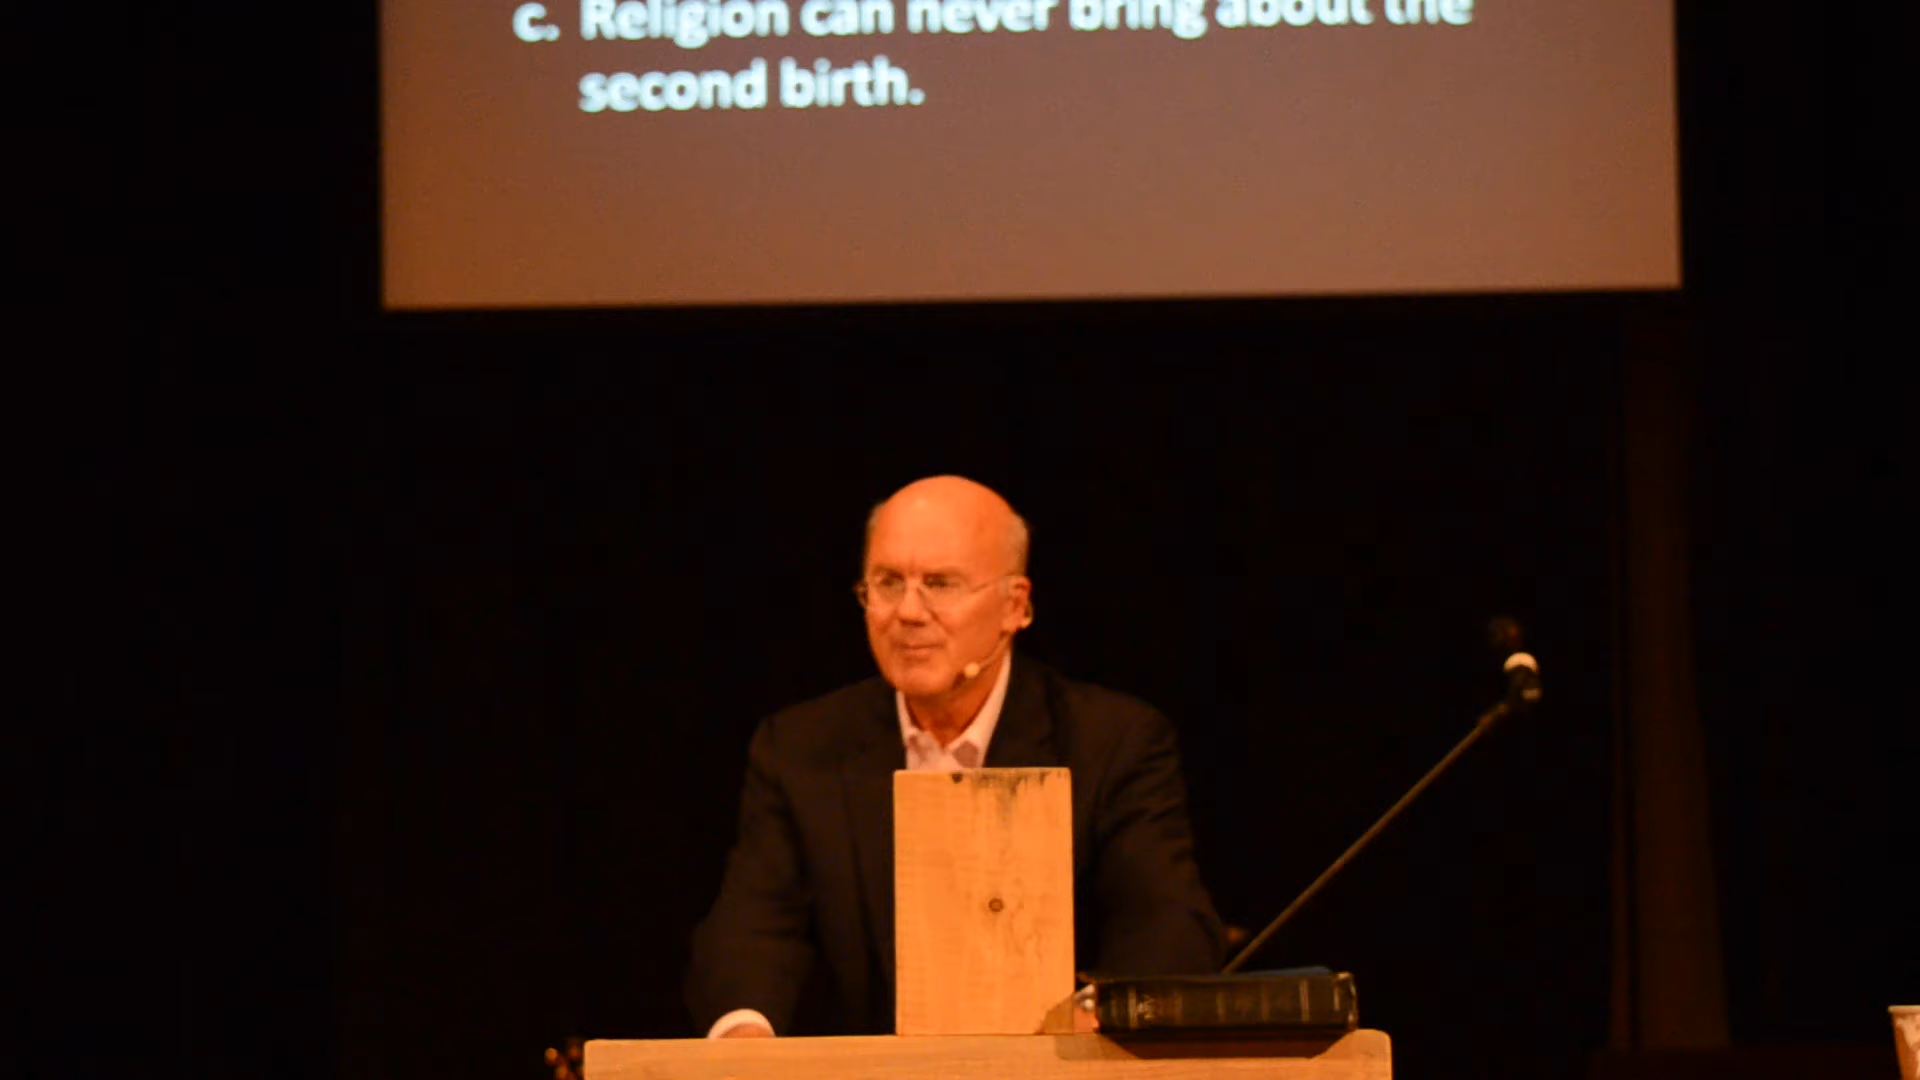 c. Religion can never bring about the
second birth.